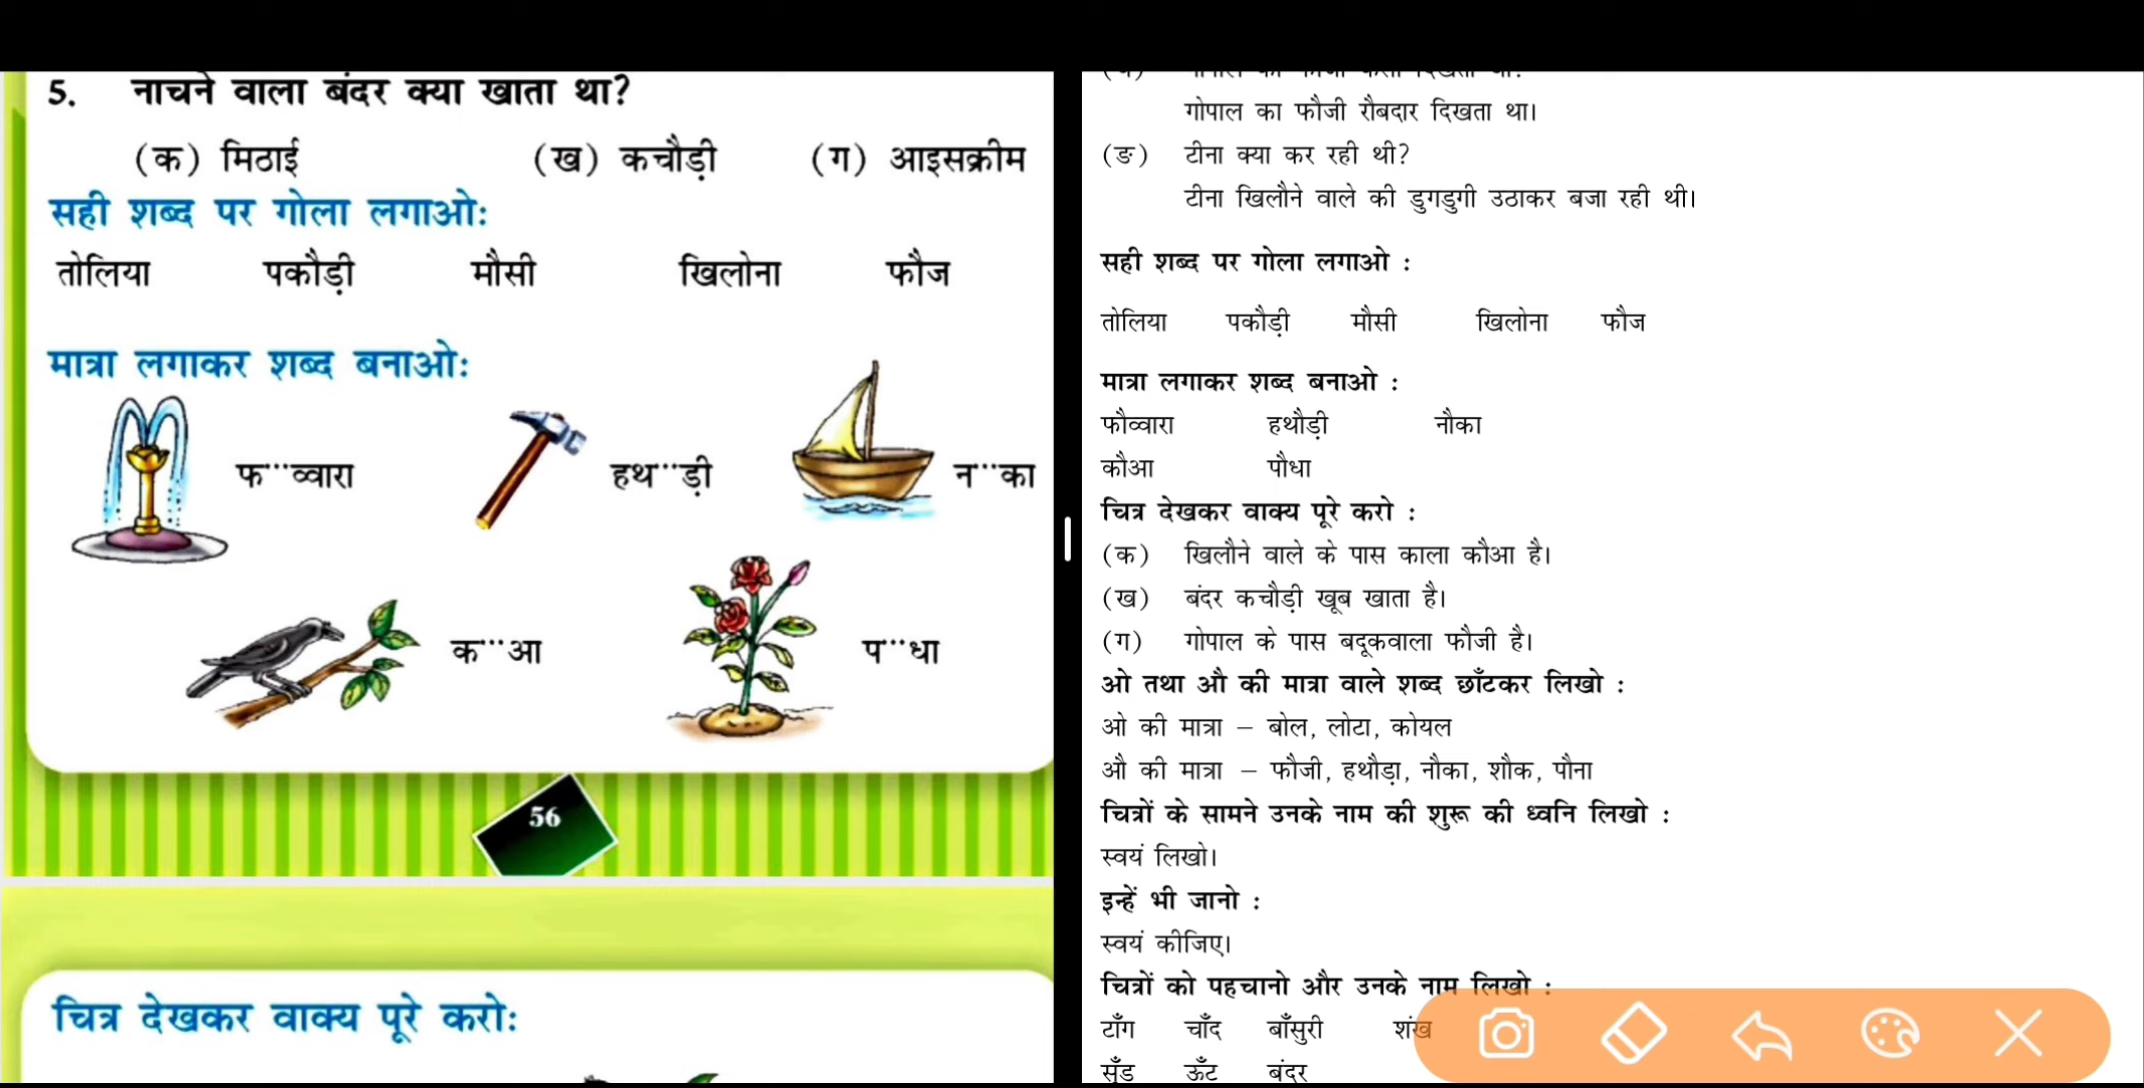 5. नाचने वाला बंदर क्या खाता था?
(क) मिठाई (ख) कचौड़ी (ग) आइसक्रीम
सही शब्द पर गोला लगाओः
तोलिया पकौड़ी मौसी खिलोना फौज
मात्रा लगाकर शब्द बनाओः
फ···व्वारा हथ···ड़ी न···का
क···आ प···धा
56
चित्र देखकर वाक्य पूरे करोः
गोपाल का फौजी रौबदार दिखता था।
(ङ) टीना क्या कर रही थी?
टीना खिलौने वाले की डुगडुगी उठाकर बजा रही थी।
सही शब्द पर गोला लगाओ :
तोलिया पकौड़ी मौसी खिलोना फौज
मात्रा लगाकर शब्द बनाओ :
फौव्वारा हथौड़ी नौका
कौआ पौधा
चित्र देखकर वाक्य पूरे करो :
(क) खिलौने वाले के पास काला कौआ है।
(ख) बंदर कचौड़ी खूब खाता है।
(ग) गोपाल के पास बदूकवाला फौजी है।
ओ तथा औ की मात्रा वाले शब्द छाँटकर लिखो :
ओ की मात्रा – बोल, लोटा, कोयल
औ की मात्रा – फौजी, हथौड़ा, नौका, शौक, पौना
चित्रों के सामने उनके नाम की शुरू की ध्वनि लिखो :
स्वयं लिखो।
इन्हें भी जानो :
स्वयं कीजिए।
चित्रों को पहचानो और उनके नाम लिखो :
टाँग चाँद बाँसुरी शंख
सूँड ऊँट बंदर